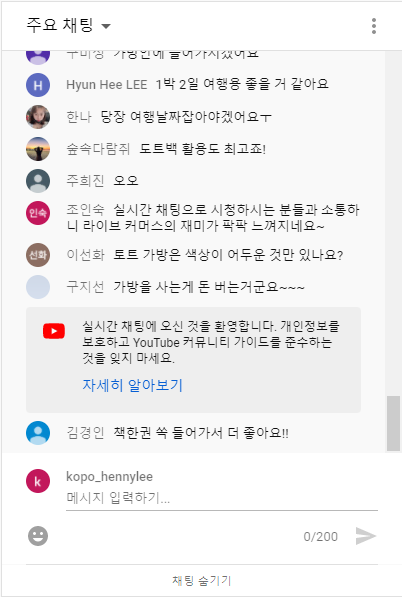 주요 채팅
구미정 가방안에 들어가지겠어요
H Hyun Hee LEE 1박 2일 여행용 좋을 거 같아요
한나 당장 여행날짜잡아야겠어요ㅜ
숲속다람쥐 도트백 활용도 최고죠!
주희진 오오
인숙 조인숙 실시간 채팅으로 시청하시는 분들과 소통하
니 라이브 커머스의 재미가 팍팍 느껴지네요~
선화 이선화 토트 가방은 색상이 어두운 것만 있나요?
구지선 가방을 사는게 돈 버는거군요~~~
실시간 채팅에 오신 것을 환영합니다. 개인정보를
보호하고 YouTube 커뮤니티 가이드를 준수하는
것을 잊지 마세요.
자세히 알아보기
김경인 책한권 쏙 들어가서 더 좋아요!!
k kopo_hennylee
메시지 입력하기...
0/200
채팅 숨기기